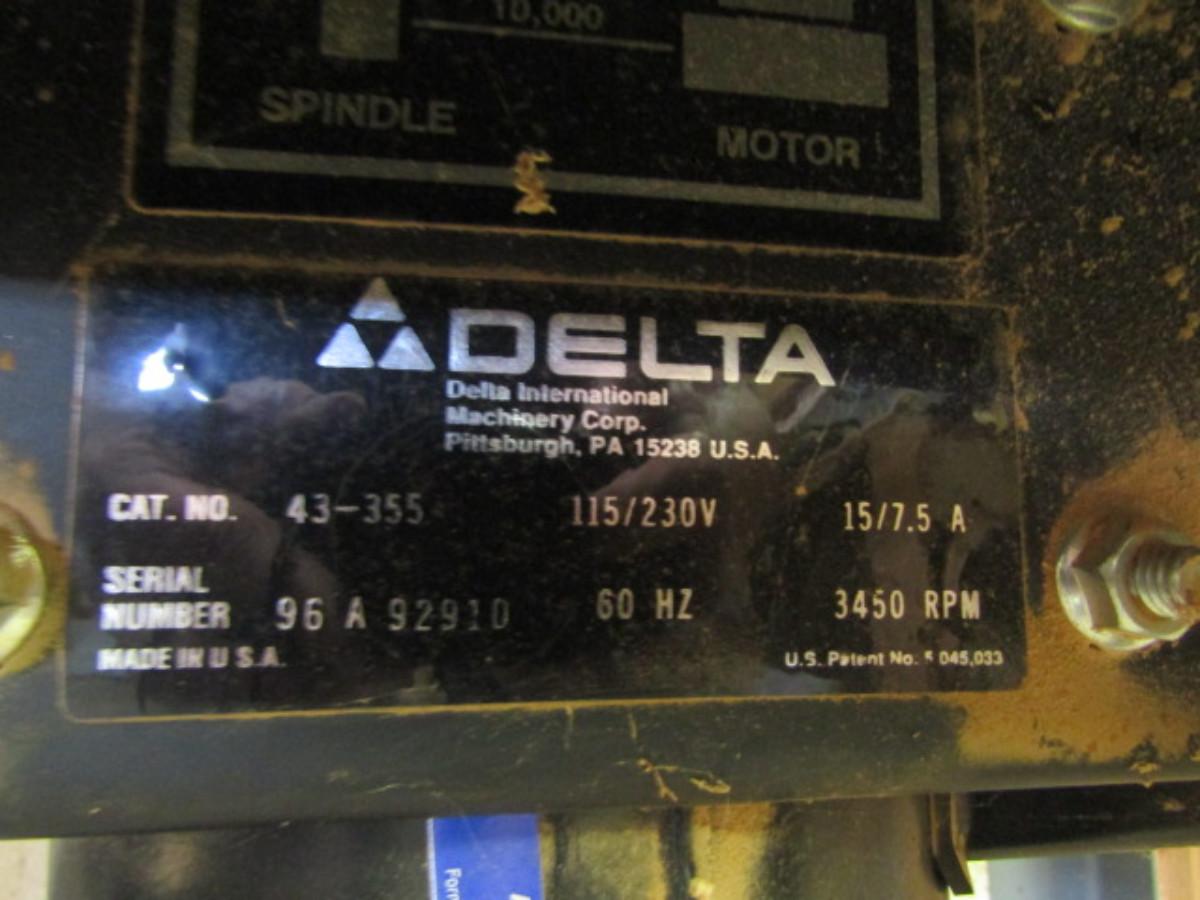 10,000
SPINDLE
MOTOR
DELTA
Delta International
Machinery Corp.
Pittsburgh, PA 15238 U.S.A.
CAT. NO. 43-355 115/230V 15/7.5 A
SERIAL
NUMBER 96 A 92910 60 HZ 3450 RPM
MADE IN U S.A. U.S. Patent No. 5 045,033